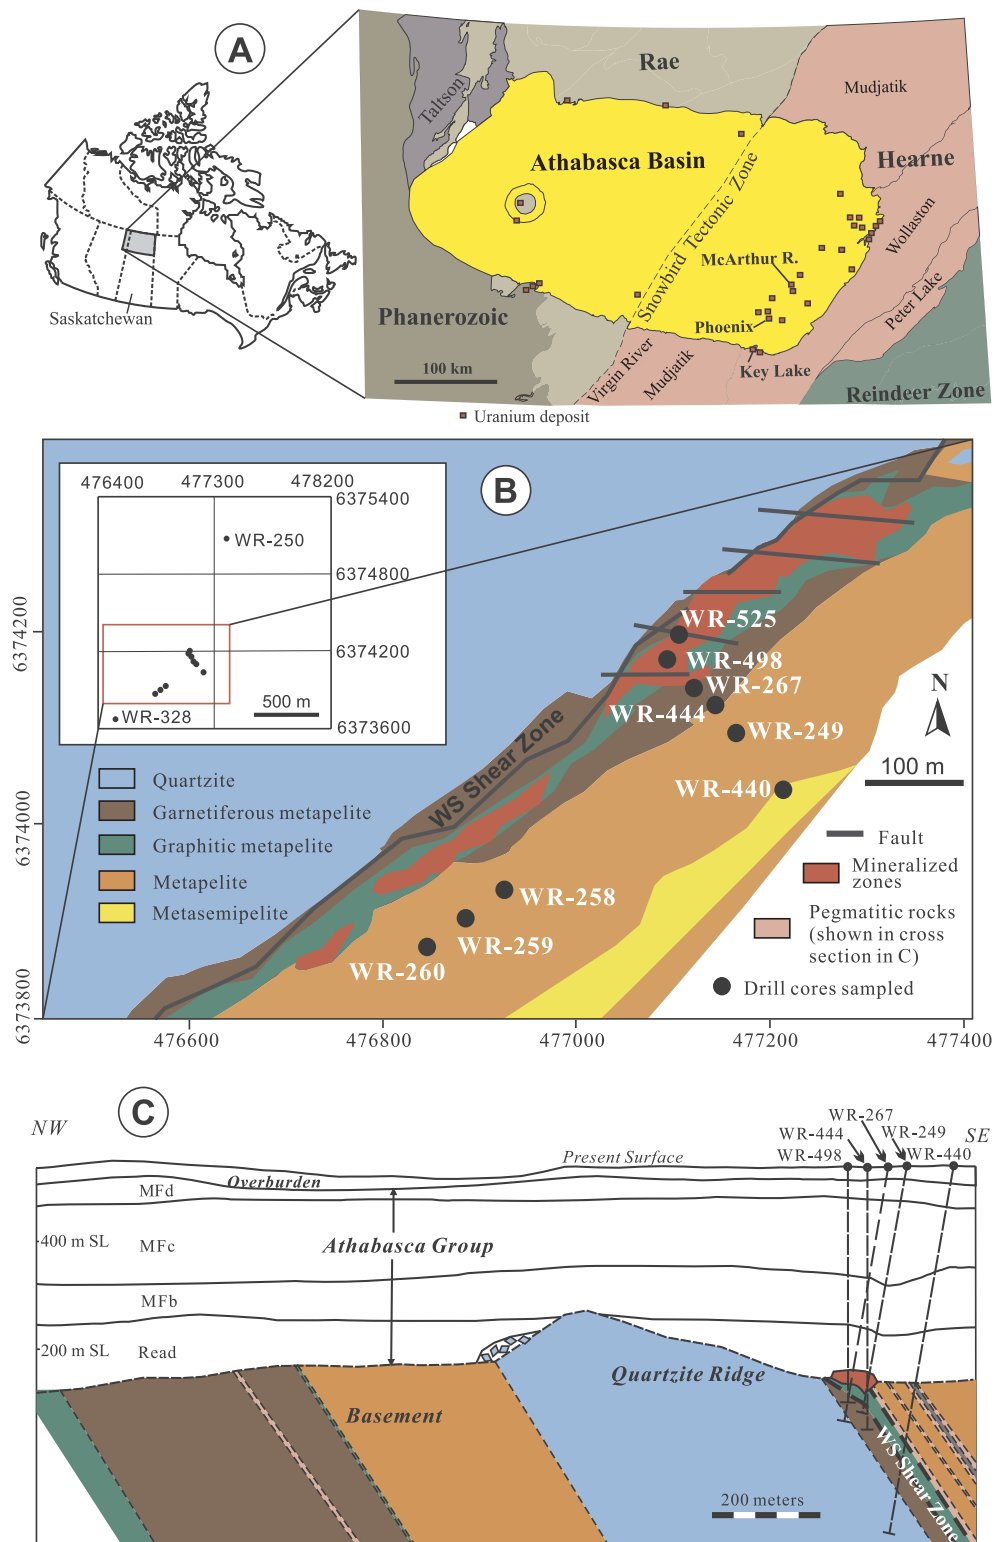 A
Saskatchewan
Rae
Taltson
Mudjatik
Athabasca Basin
Hearne
Snowbird Tectonic Zone
Wollaston
McArthur R.
Peter Lake
Phanerozoic
Phoenix
Virgin River
Mudjatik
Key Lake
100 km
Reindeer Zone
Uranium deposit
B
476400 477300 478200
6375400
WR-250
6374800
6374200
WR-328
500 m
6373600
6374200
6374000
6373800
WR-525
WR-498
WR-267
WR-444
WR-249
WR-440
N
100 m
WS Shear Zone
Quartzite
Garnetiferous metapelite
Graphitic metapelite
Metapelite
Metasemipelite
WR-258
WR-259
WR-260
Fault
Mineralized
zones
Pegmatitic rocks
(shown in cross
section in C)
Drill cores sampled
476600 476800 477000 477200 477400
C
NW
SE
WR-267
WR-444
WR-249
WR-498
WR-440
Present Surface
Overburden
MFd
400 m SL
MFc
Athabasca Group
MFb
200 m SL
Read
Quartzite Ridge
Basement
WS Shear Zone
200 meters